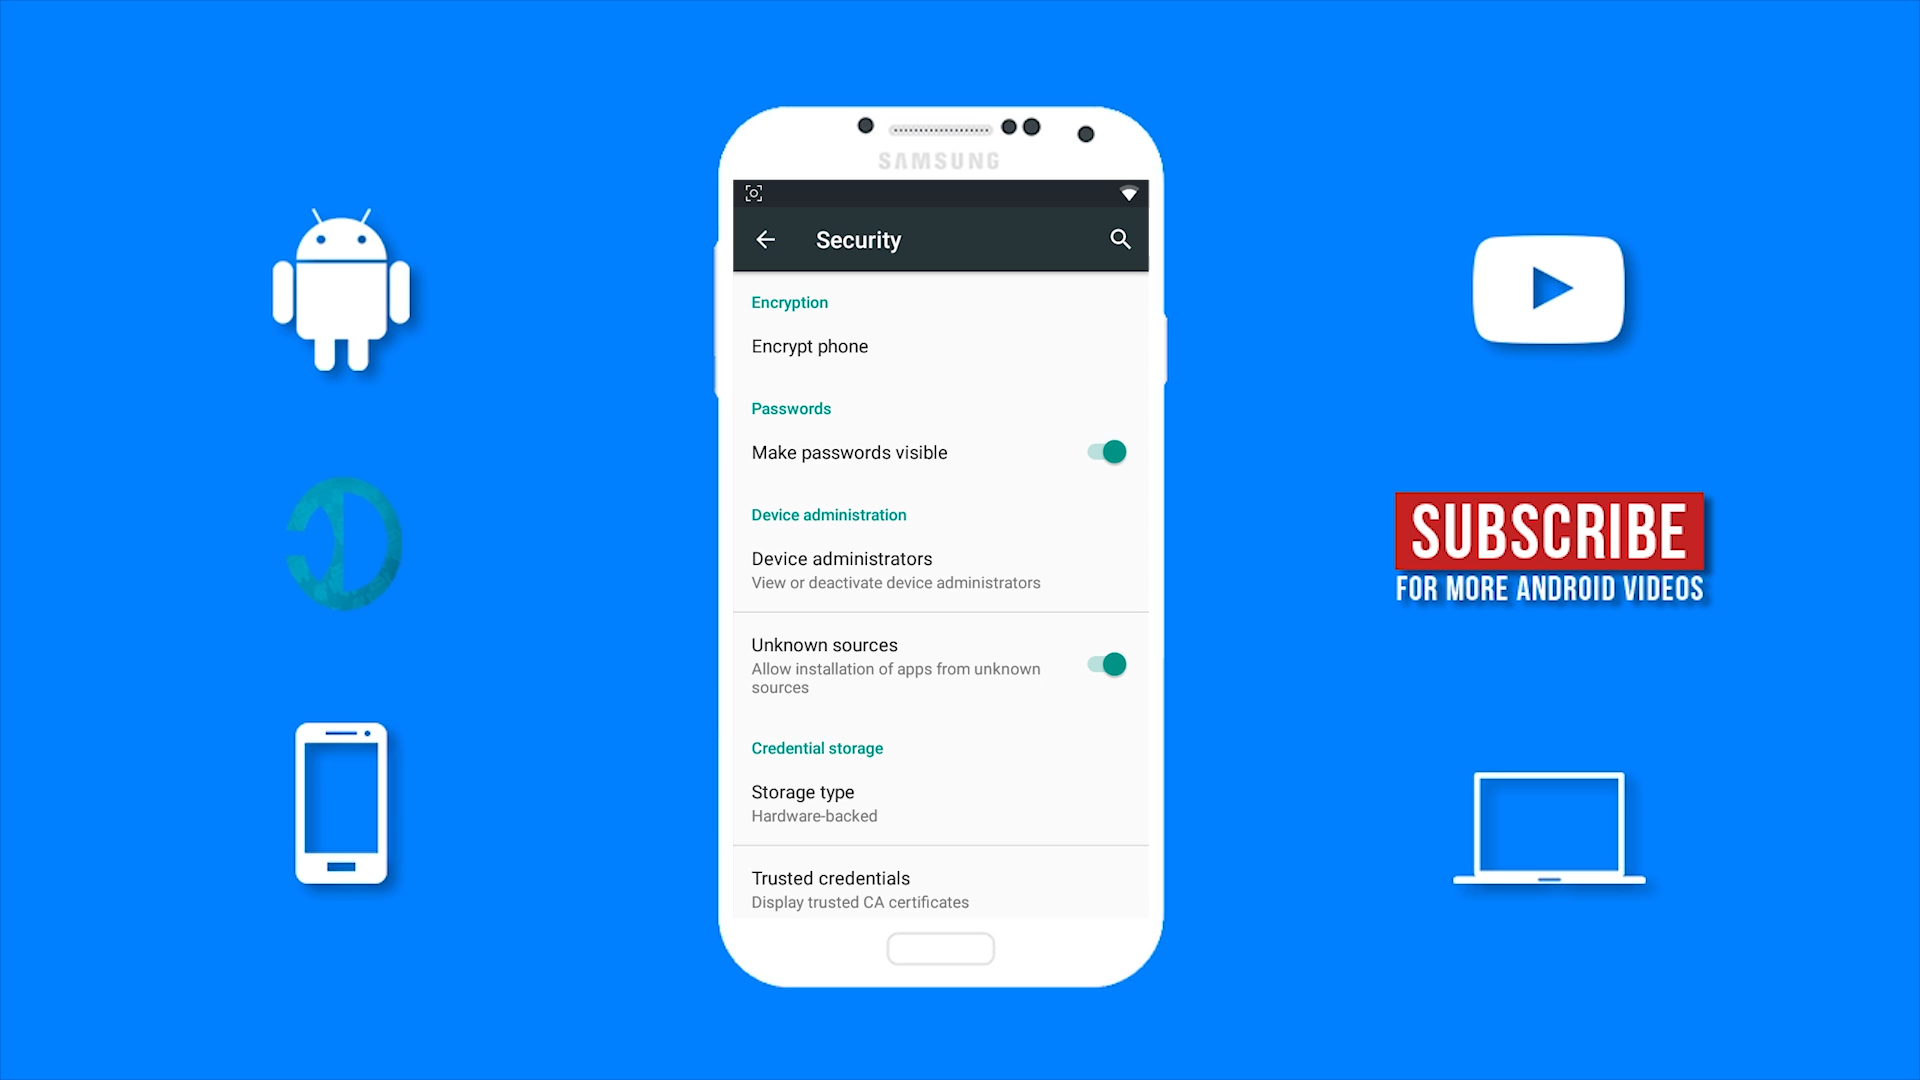 SAMSUNG
Security
Encryption
Encrypt phone
Passwords
Make passwords visible
Device administration
Device administrators
View or deactivate device administrators
Unknown sources
Allow installation of apps from unknown
sources
Credential storage
Storage type
Hardware-backed
Trusted credentials
Display trusted CA certificates
SUBSCRIBE
FOR MORE ANDROID VIDEOS